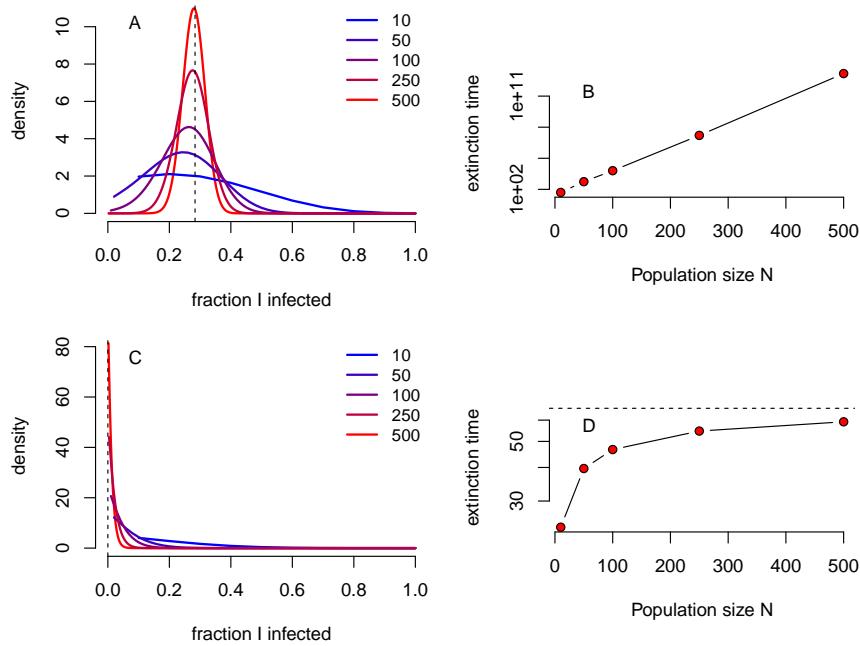 A
10
50
100
250
500
density
0 2 4 6 8 10
0.0 0.2 0.4 0.6 0.8 1.0
fraction I infected
B
extinction time
1e+02 1e+11
0 100 200 300 400 500
Population size N
C
10
50
100
250
500
density
0 20 40 60 80
0.0 0.2 0.4 0.6 0.8 1.0
fraction I infected
D
extinction time
30 50
0 100 200 300 400 500
Population size N